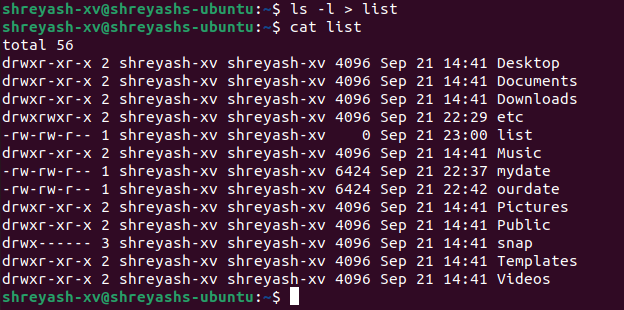 shreyash-xv@shreyashs-ubuntu:~$ ls -l > list
shreyash-xv@shreyashs-ubuntu:~$ cat list
total 56
drwxr-xr-x 2 shreyash-xv shreyash-xv 4096 Sep 21 14:41 Desktop
drwxr-xr-x 2 shreyash-xv shreyash-xv 4096 Sep 21 14:41 Documents
drwxr-xr-x 2 shreyash-xv shreyash-xv 4096 Sep 21 14:41 Downloads
drwxrwxr-x 2 shreyash-xv shreyash-xv 4096 Sep 21 22:29 etc
-rw-rw-r-- 1 shreyash-xv shreyash-xv    0 Sep 21 23:00 list
drwxr-xr-x 2 shreyash-xv shreyash-xv 4096 Sep 21 14:41 Music
-rw-rw-r-- 1 shreyash-xv shreyash-xv 6424 Sep 21 22:37 mydate
-rw-rw-r-- 1 shreyash-xv shreyash-xv 6424 Sep 21 22:42 ourdate
drwxr-xr-x 2 shreyash-xv shreyash-xv 4096 Sep 21 14:41 Pictures
drwxr-xr-x 2 shreyash-xv shreyash-xv 4096 Sep 21 14:41 Public
drwx------ 3 shreyash-xv shreyash-xv 4096 Sep 21 14:41 snap
drwxr-xr-x 2 shreyash-xv shreyash-xv 4096 Sep 21 14:41 Templates
drwxr-xr-x 2 shreyash-xv shreyash-xv 4096 Sep 21 14:41 Videos
shreyash-xv@shreyashs-ubuntu:~$